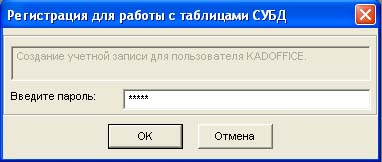 Регистрация для работы с таблицами СУБД
Создание учетной записи для пользователя KADOFFICE.
Введите пароль: *****
OK Отмена